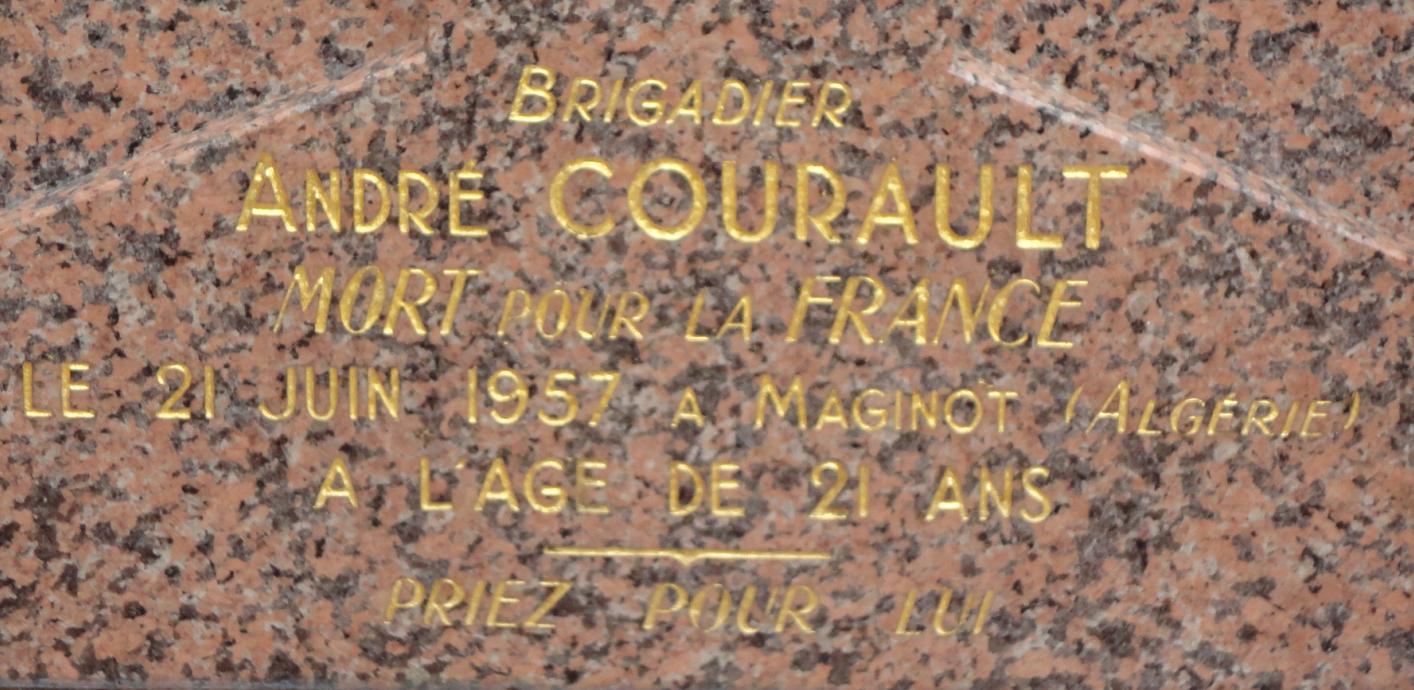 BRIGADIER
ANDRÉ COURAULT
MORT POUR LA FRANCE
LE 21 JUIN 1957 A MAGINOT (ALGÉRIE)
A L'AGE DE 21 ANS
PRIEZ POUR LUI